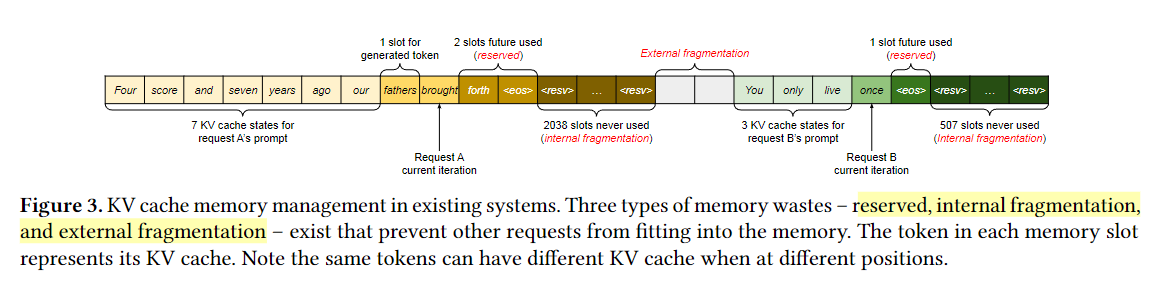 1 slot for
generated token
2 slots future used
(reserved)
External fragmentation
1 slot future used
(reserved)
Four score and seven years ago our fathers brought forth <eos> <resv> ... <resv> You only live once <eos> <resv> ... <resv>
7 KV cache states for
request A's prompt
2038 slots never used
(internal fragmentation)
3 KV cache states for
request B's prompt
507 slots never used
(Internal fragmentation)
Request A
current iteration
Request B
current iteration
Figure 3. KV cache memory management in existing systems. Three types of memory wastes – reserved, internal fragmentation,
and external fragmentation – exist that prevent other requests from fitting into the memory. The token in each memory slot
represents its KV cache. Note the same tokens can have different KV cache when at different positions.